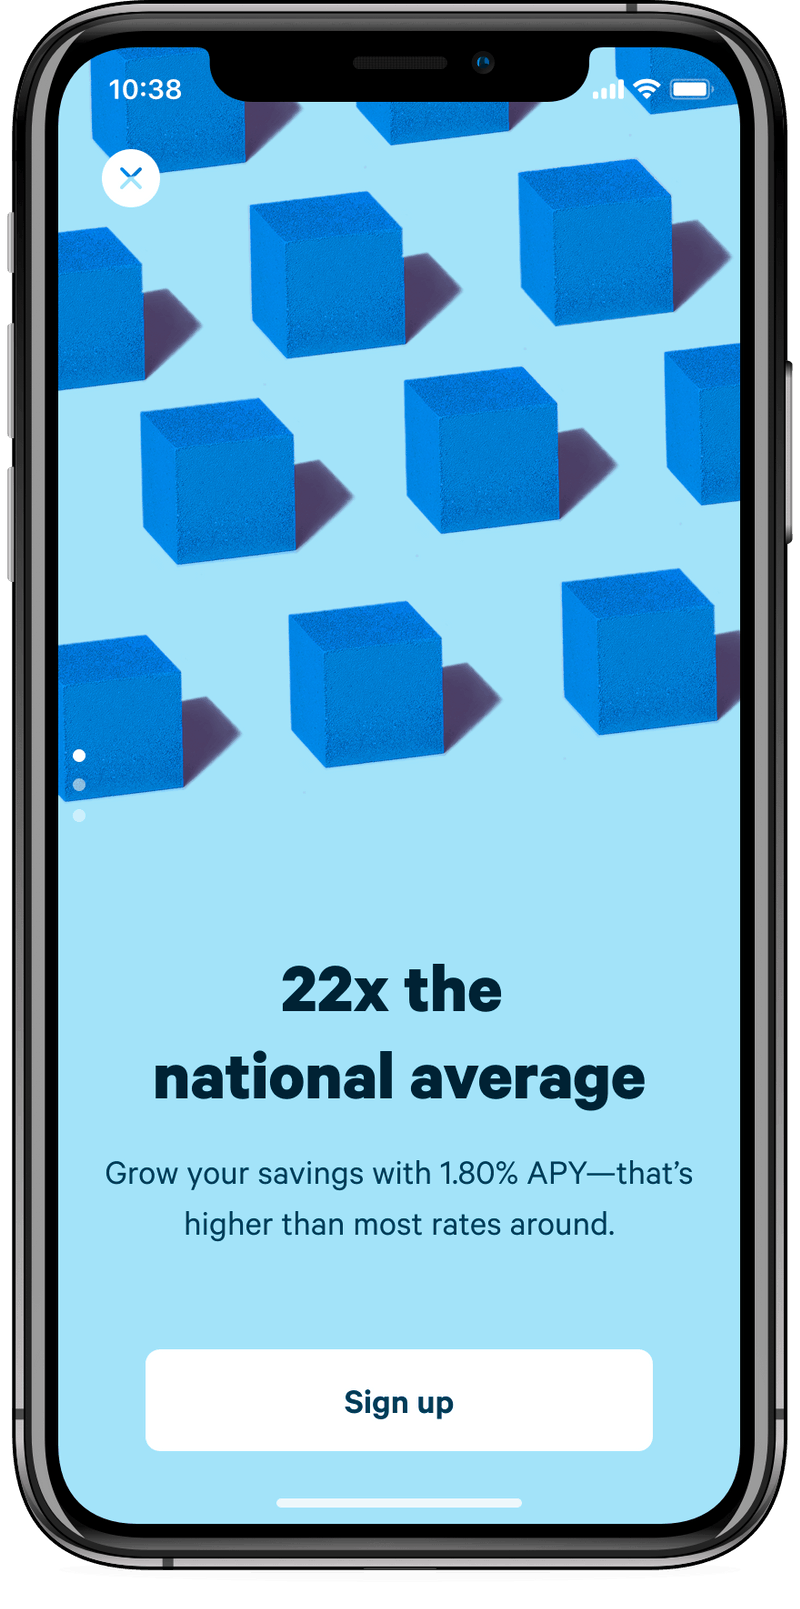 10:38
22x the
national average
Grow your savings with 1.80% APY—that’s
higher than most rates around.
Sign up